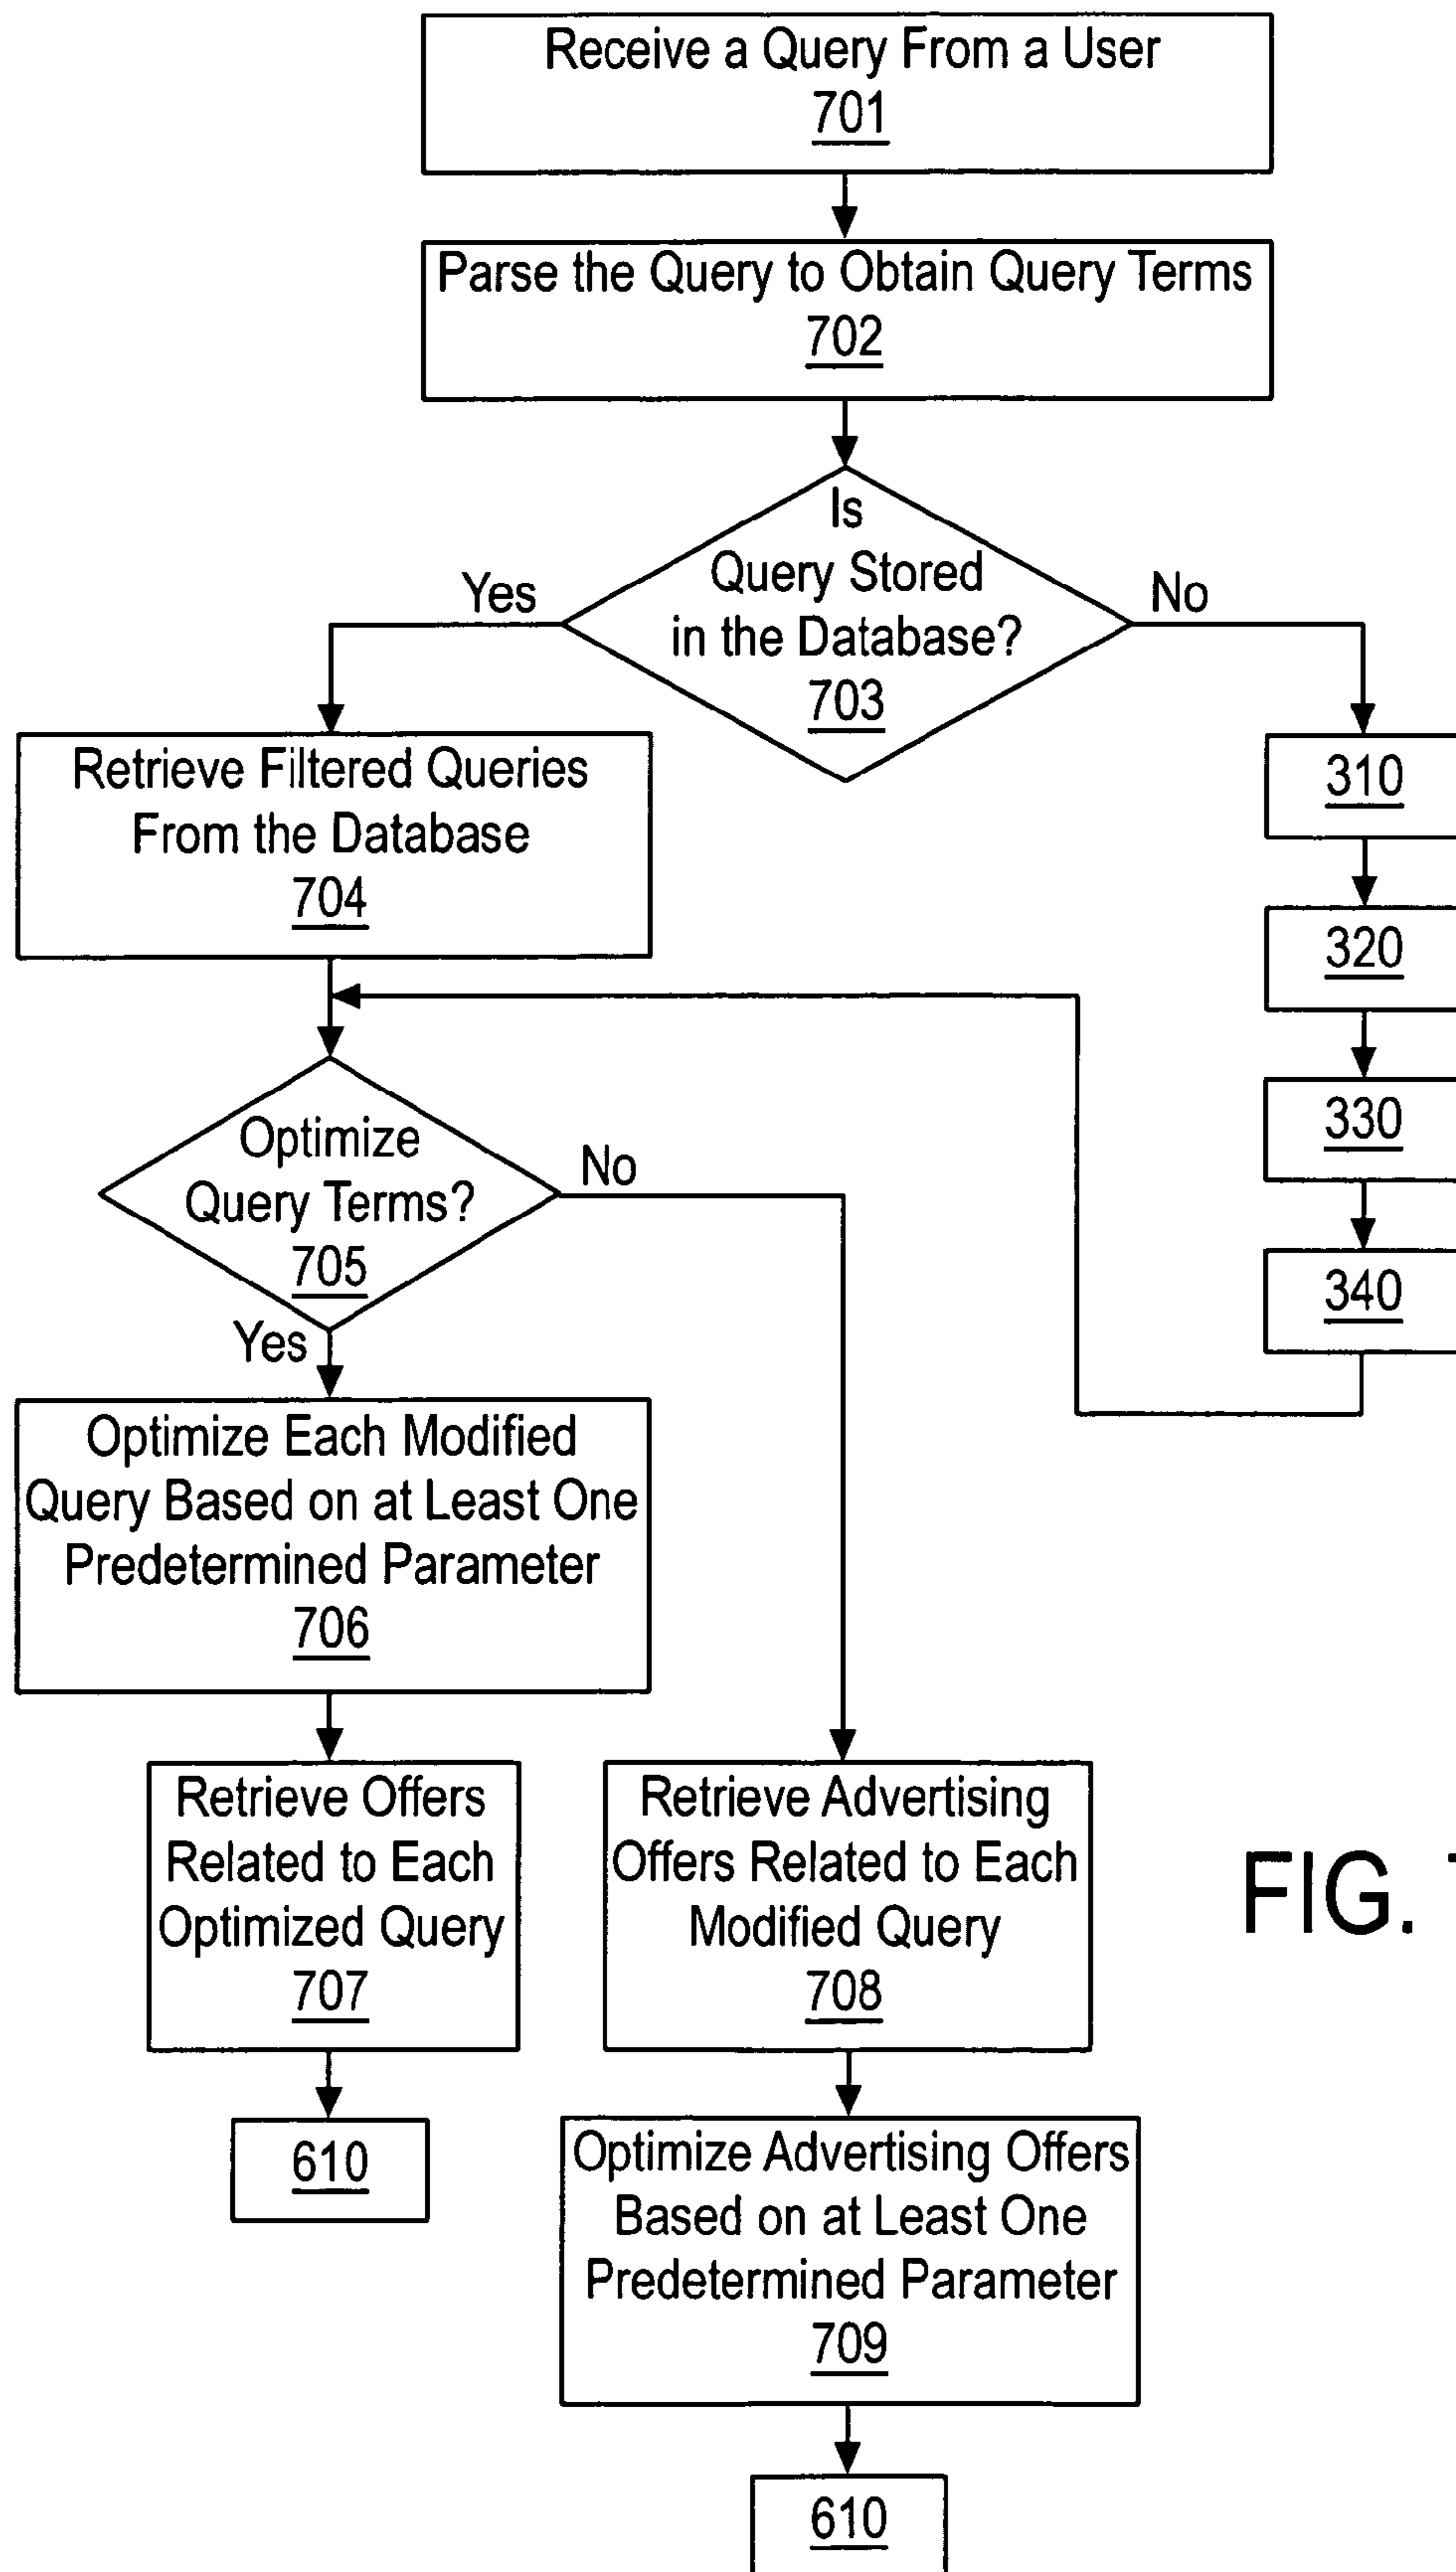 Receive a Query From a User
701
Parse the Query to Obtain Query Terms
702
Is
Query Stored
in the Database?
703
Yes
No
Retrieve Filtered Queries
From the Database
704
310
320
330
340
Optimize
Query Terms?
705
No
Yes
Optimize Each Modified
Query Based on at Least One
Predetermined Parameter
706
Retrieve Offers
Related to Each
Optimized Query
707
610
Retrieve Advertising
Offers Related to Each
Modified Query
708
Optimize Advertising Offers
Based on at Least One
Predetermined Parameter
709
610
FIG.